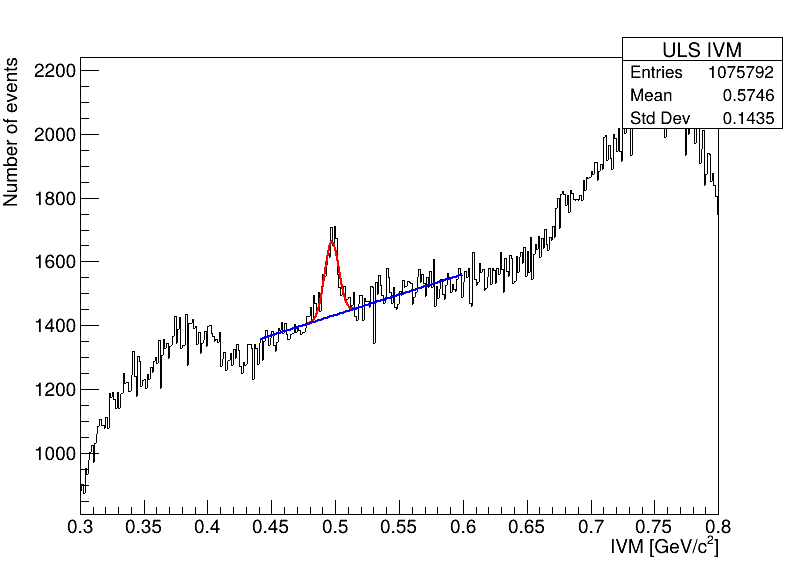 ULS IVM
Entries 1075792
Mean 0.5746
Std Dev 0.1435
Number of events
2200
2000
1800
1600
1400
1200
1000
0.3 0.35 0.4 0.45 0.5 0.55 0.6 0.65 0.7 0.75 0.8
IVM [GeV/c²]